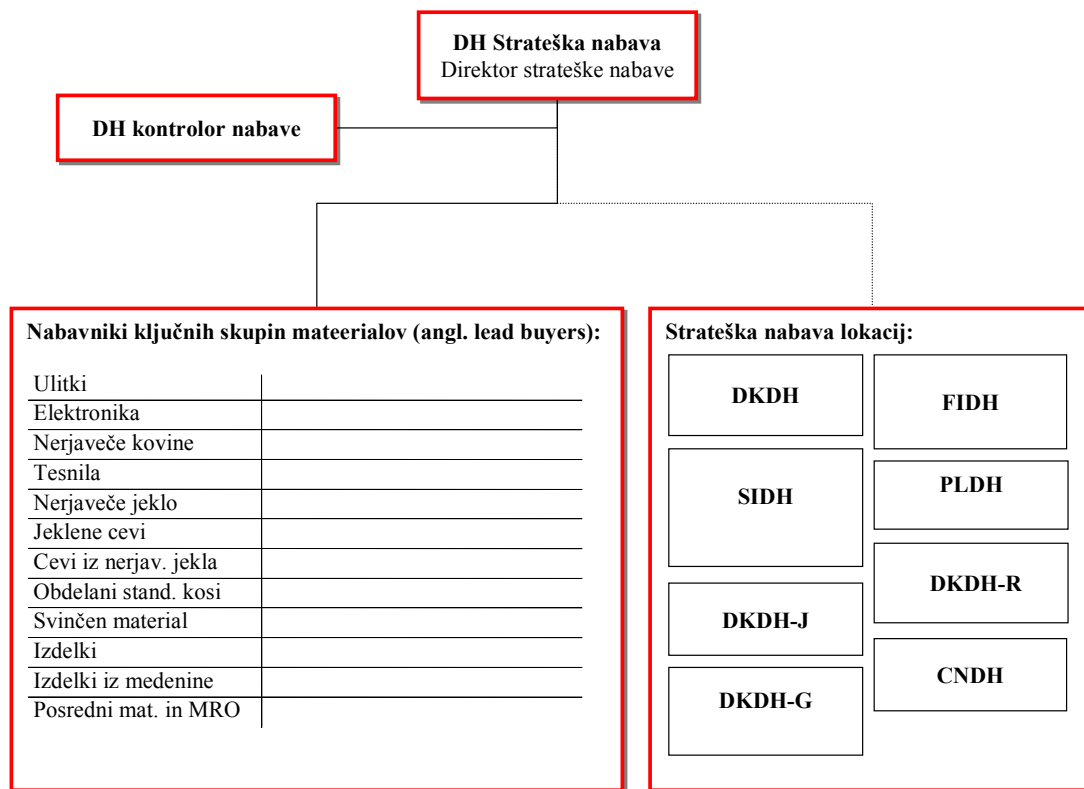 DH Strateška nabava
Direktor strateške nabave
DH kontrolor nabave
Nabavniki ključnih skupin mateerialov (angl. lead buyers):
Ulitki
Elektronika
Nerjaveče kovine
Tesnila
Nerjaveče jeklo
Jeklene cevi
Cevi iz nerjav. jekla
Obdelani stand. kosi
Svinčen material
Izdelki
Izdelki iz medenine
Posredni mat. in MRO
Strateška nabava lokacij:
DKDH
FIDH
SIDH
PLDH
DKDH-R
DKDH-J
CNDH
DKDH-G